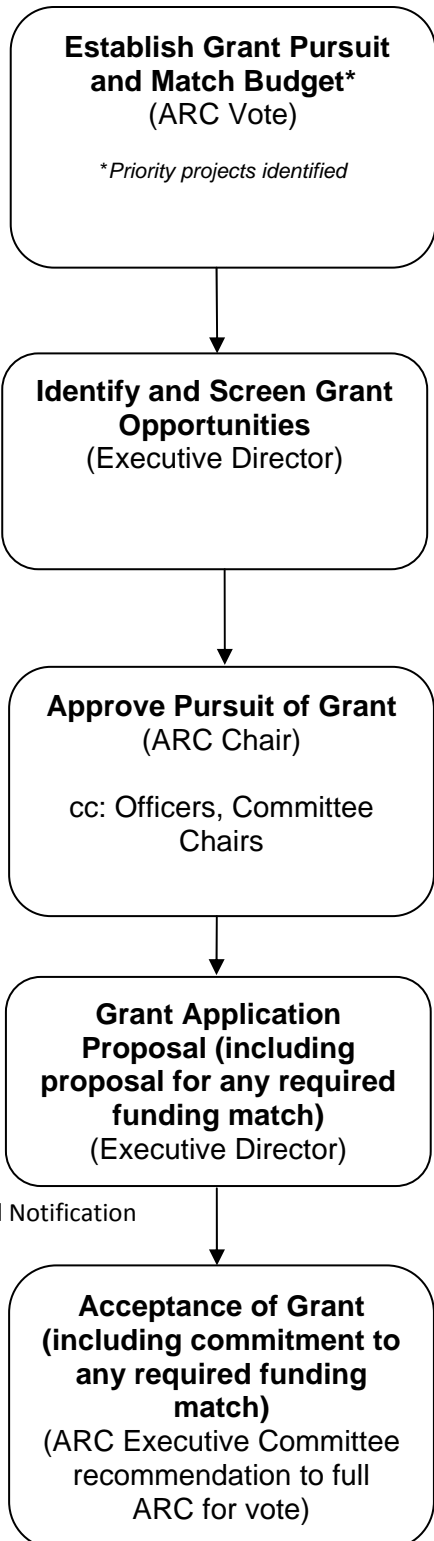 Establish Grant Pursuit
and Match Budget*
(ARC Vote)
*Priority projects identified
Identify and Screen Grant
Opportunities
(Executive Director)
Approve Pursuit of Grant
(ARC Chair)
cc: Officers, Committee
Chairs
Grant Application
Proposal (including
proposal for any required
funding match)
(Executive Director)
Notification
Acceptance of Grant
(including commitment to
any required funding
match)
(ARC Executive Committee
recommendation to full
ARC for vote)